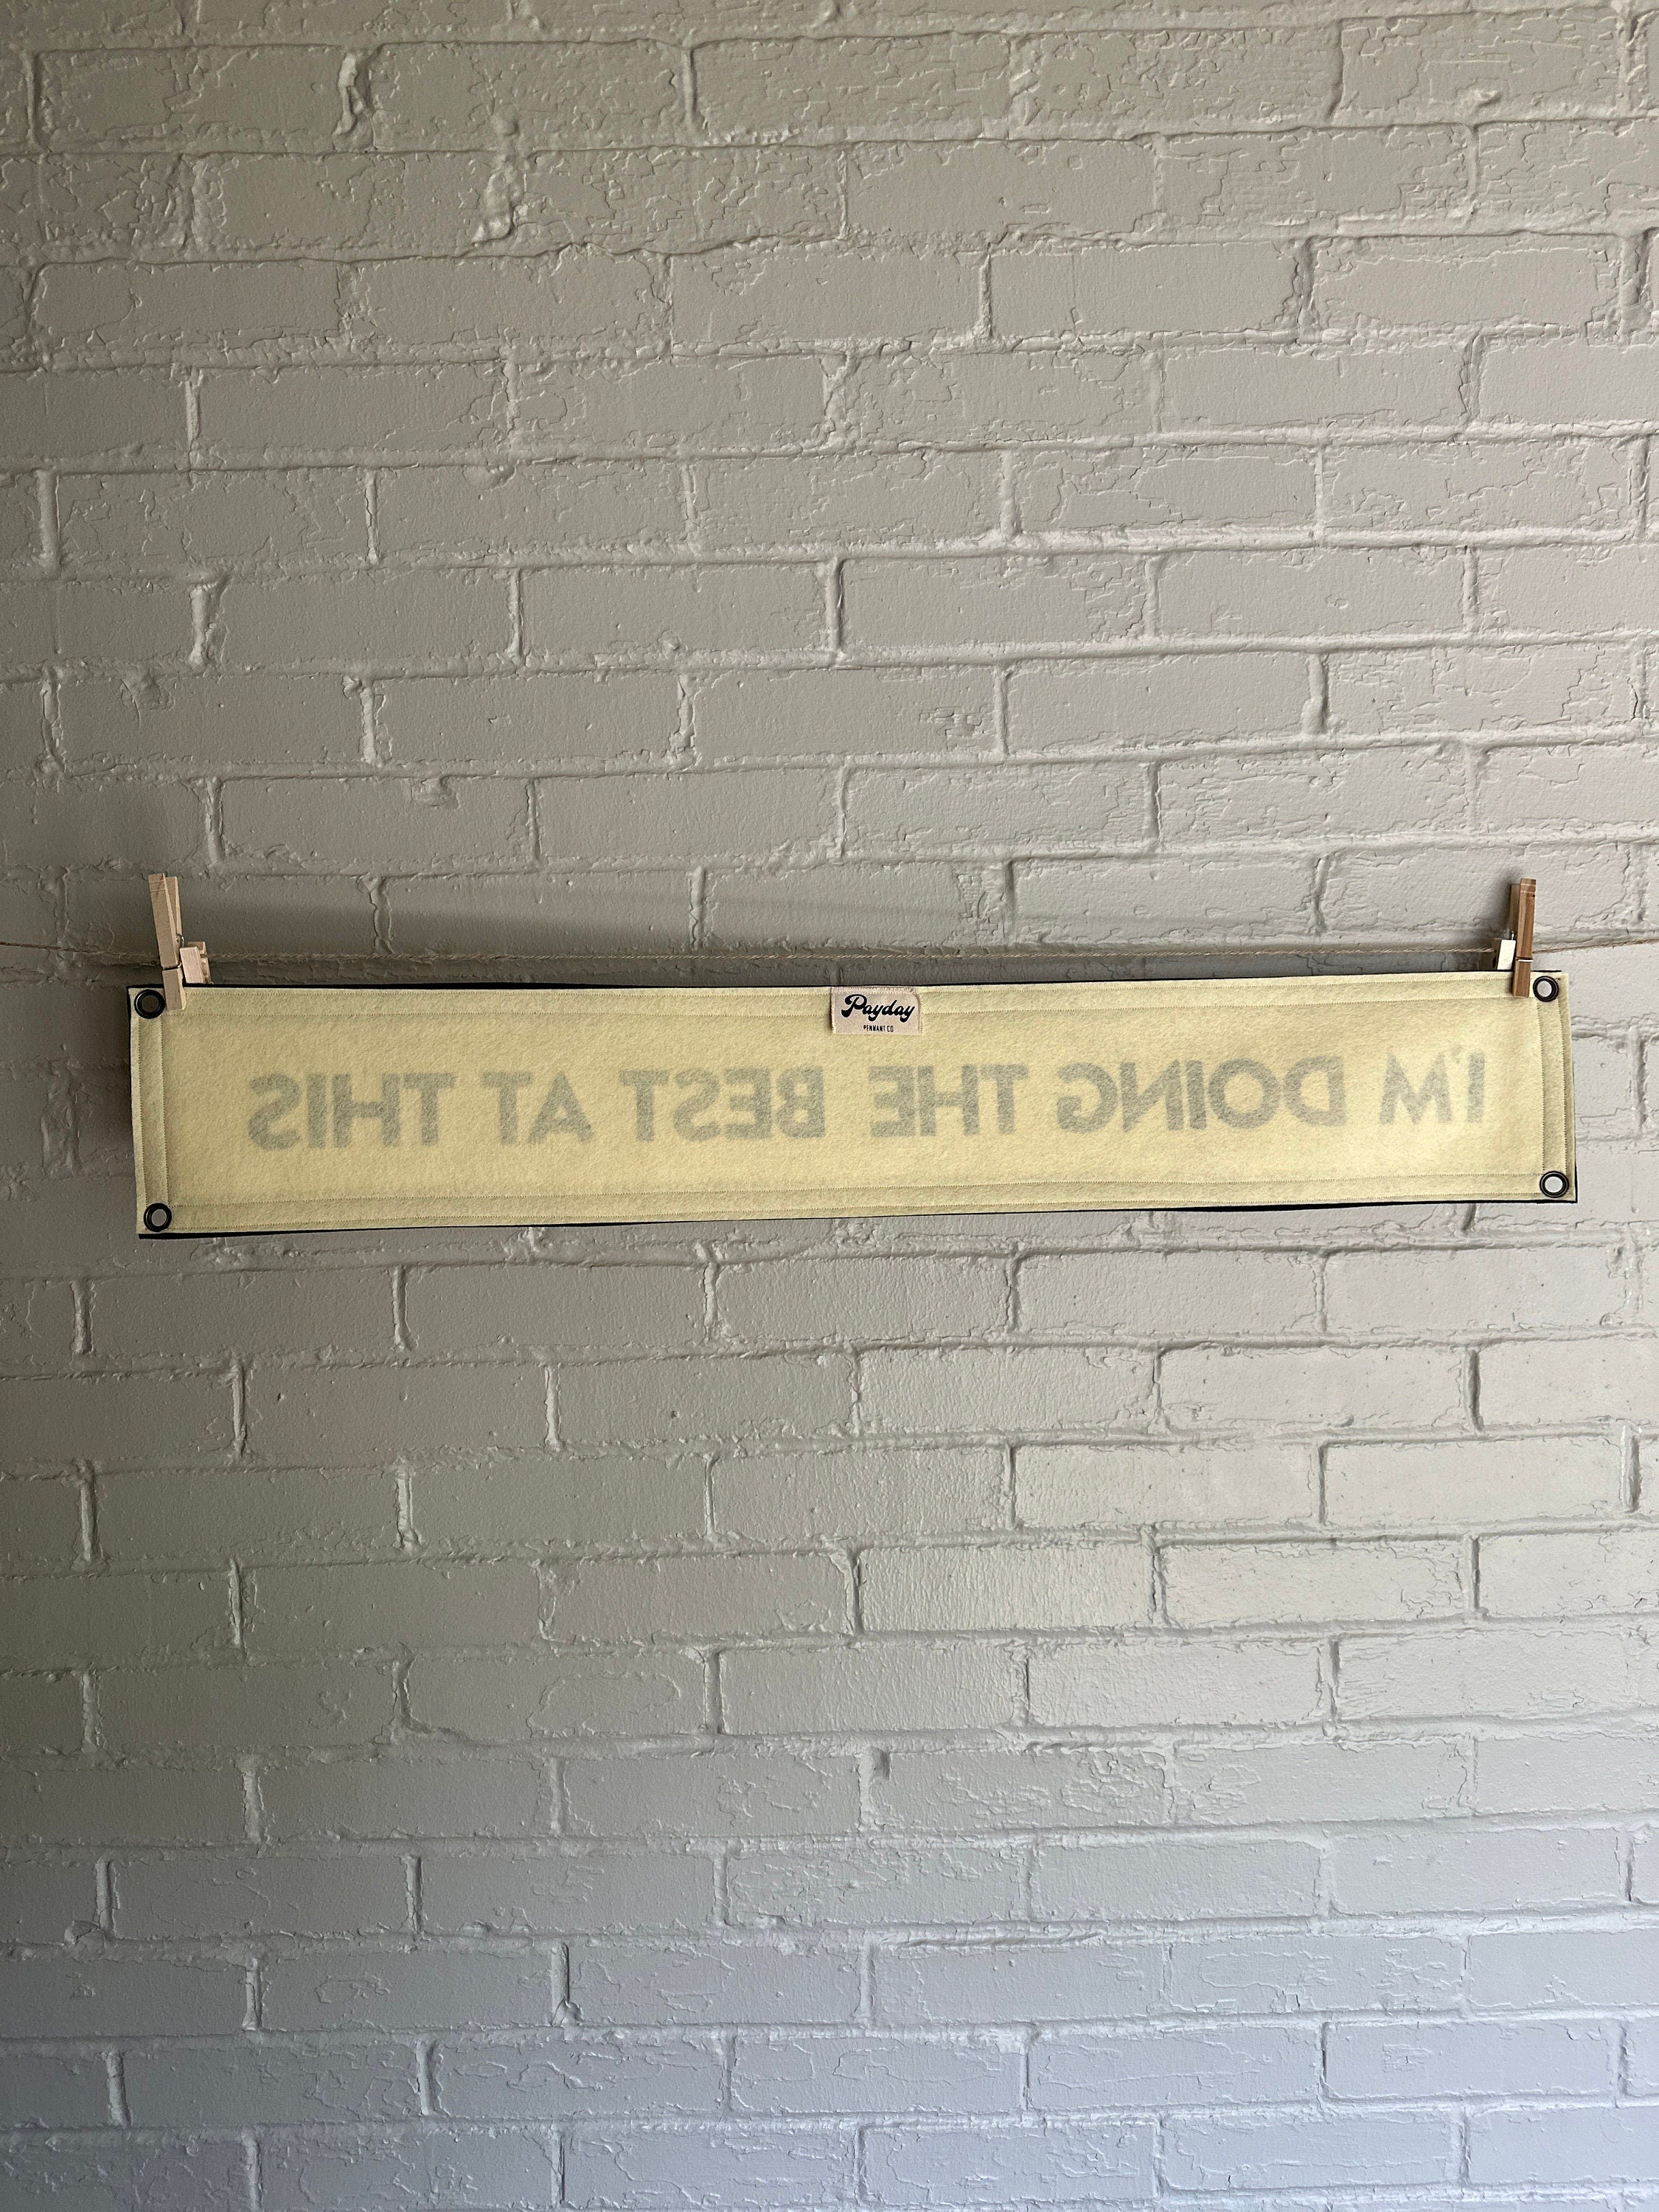 Payday
PENNANT CO
I'M DOING THE BEST AT THIS